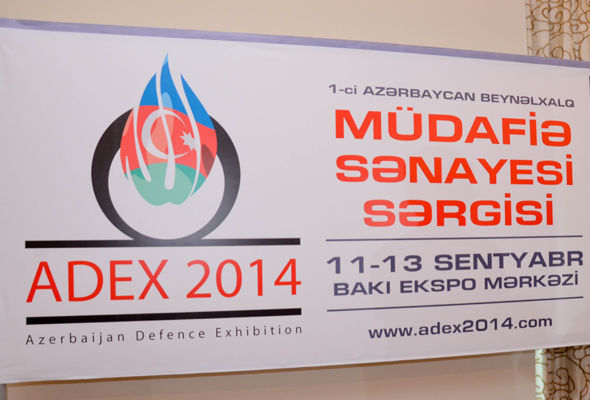 ADEX 2014
Azerbaijan Defence Exhibition
1-ci AZƏRBAYCAN BEYNƏLXALQ
MÜDAFİƏ
SƏNAYESİ
SƏRGİSİ
11-13 SENTYABR
BAKI EKSPO MƏRKƏZİ
www.adex2014.com